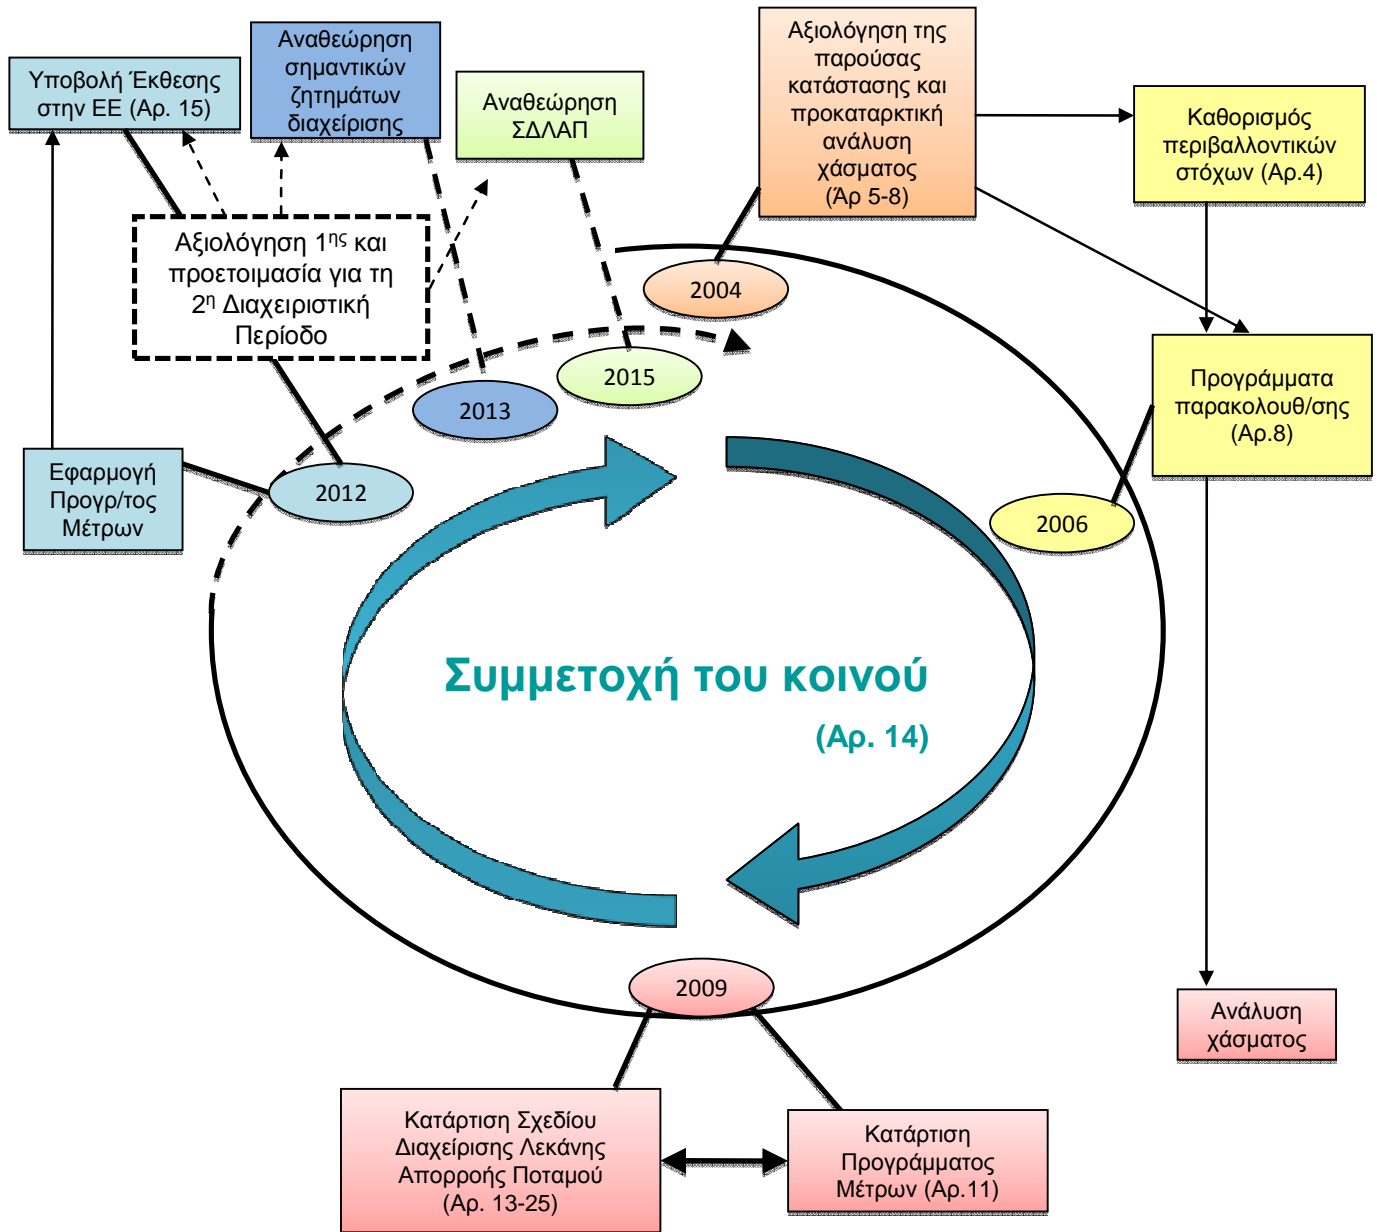 Υποβολή Έκθεσης
στην ΕΕ (Αρ. 15)
Αναθεώρηση
σημαντικών
ζητημάτων
διαχείρισης
Αναθεώρηση
ΣΔΛΑΠ
Αξιολόγηση της
παρούσας
κατάστασης και
προκαταρκτική
ανάλυση
χάσματος
(Άρ 5-8)
Καθορισμός
περιβαλλοντικών
στόχων (Αρ.4)
Αξιολόγηση 1ης και
προετοιμασία για τη
2η Διαχειριστική
Περίοδο
2004
2015
2013
Προγράμματα
παρακολουθ/σης
(Αρ.8)
Εφαρμογή
Προγρ/τος
Μέτρων
2012
2006
Συμμετοχή του κοινού
(Αρ. 14)
2009
Ανάλυση
χάσματος
Κατάρτιση Σχεδίου
Διαχείρισης Λεκάνης
Απορροής Ποταμού
(Αρ. 13-25)
Κατάρτιση
Προγράμματος
Μέτρων (Αρ.11)